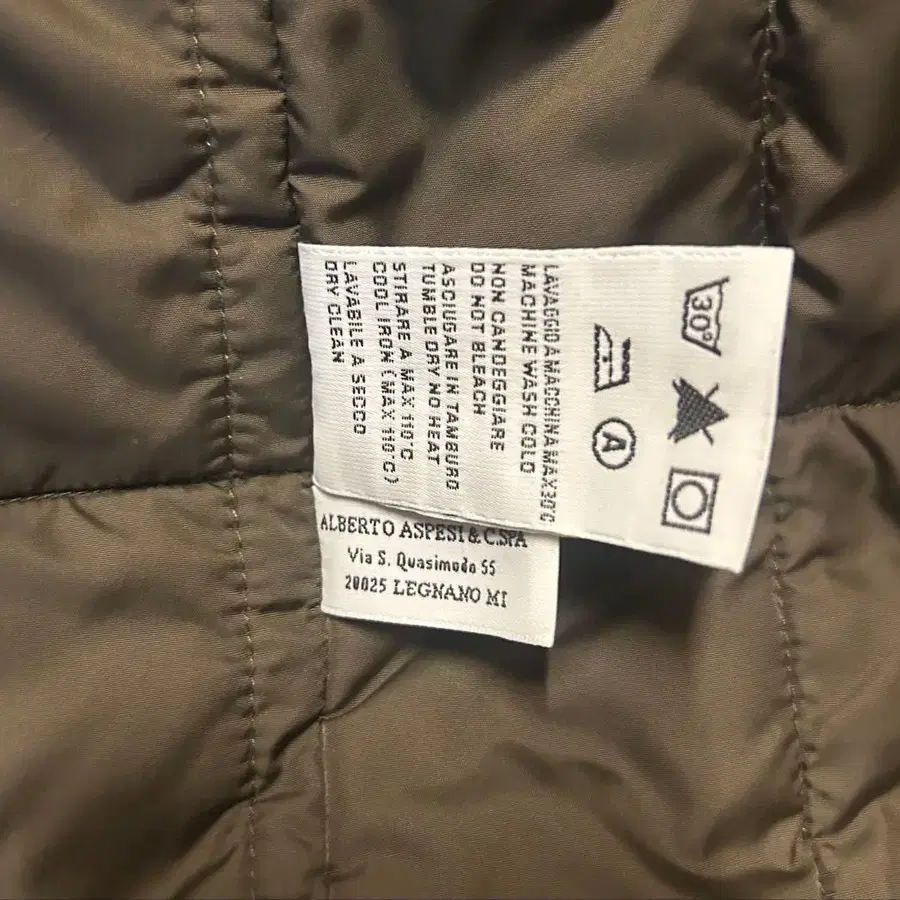 30°
A
LAVAGGIO A MACCHINA MAX 30°C
MACHINE WASH COLD
NON CANDEGGIARE
DO NOT BLEACH
ASCIUGARE IN TAMBURO
TUMBLE DRY NO HEAT
STIRARE A MAX 110°C
COOL IRON (MAX 110°C)
LAVABILE A SECCO
DRY CLEAN
ALBERTO ASPESI & C.SPA
Via S. Quasimodo 55
20025 LEGNANO MI